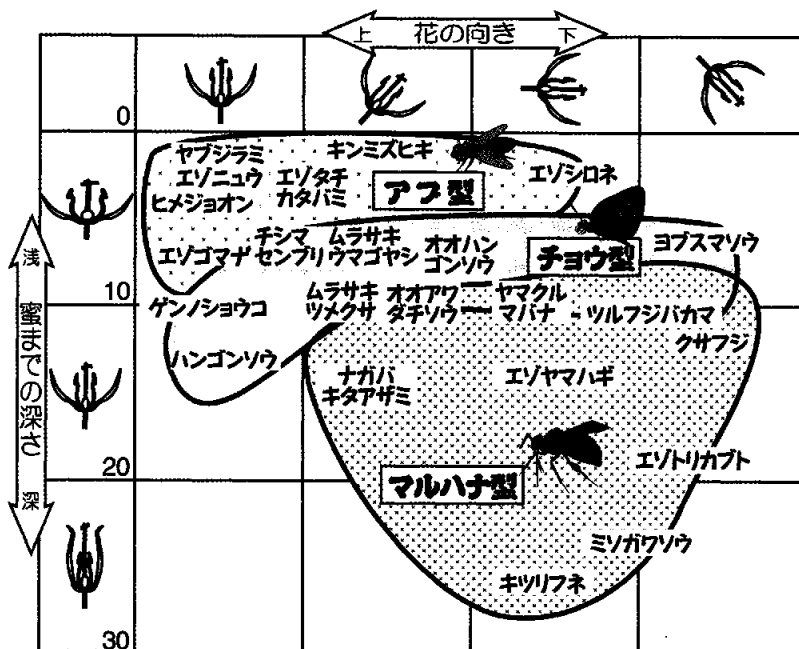 上 花の向き 下
0
ヤブジラミ
キンミズヒキ
エゾニュウ
エゾタチ
カタバミ
ヒメジョオン
アブ型
エゾシロネ
浅 蜜までの深さ 深
チシマ
センブリ
ムラサキ
ウマゴヤシ
オオハン
ゴンソウ
チョウ型
ヨブスマソウ
エゾゴマナ
10
ゲンノショウコ
ムラサキ
ツメクサ
オオアワ
ダチソウ
ヤマクル
マバナ
ツルフジバカマ
クサフジ
ハンゴンソウ
ナガバ
キタアザミ
エゾヤマハギ
20
マルハナ型
エゾトリカブト
ミソガワソウ
キツリフネ
30